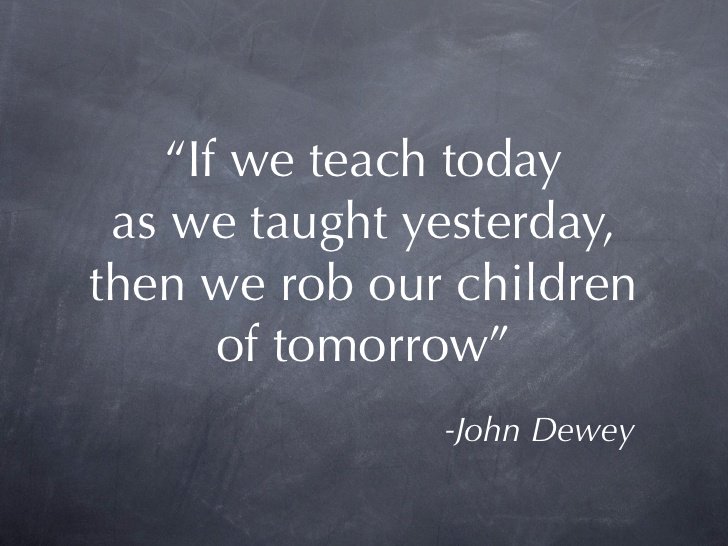 “If we teach today
as we taught yesterday,
then we rob our children
of tomorrow”
-John Dewey